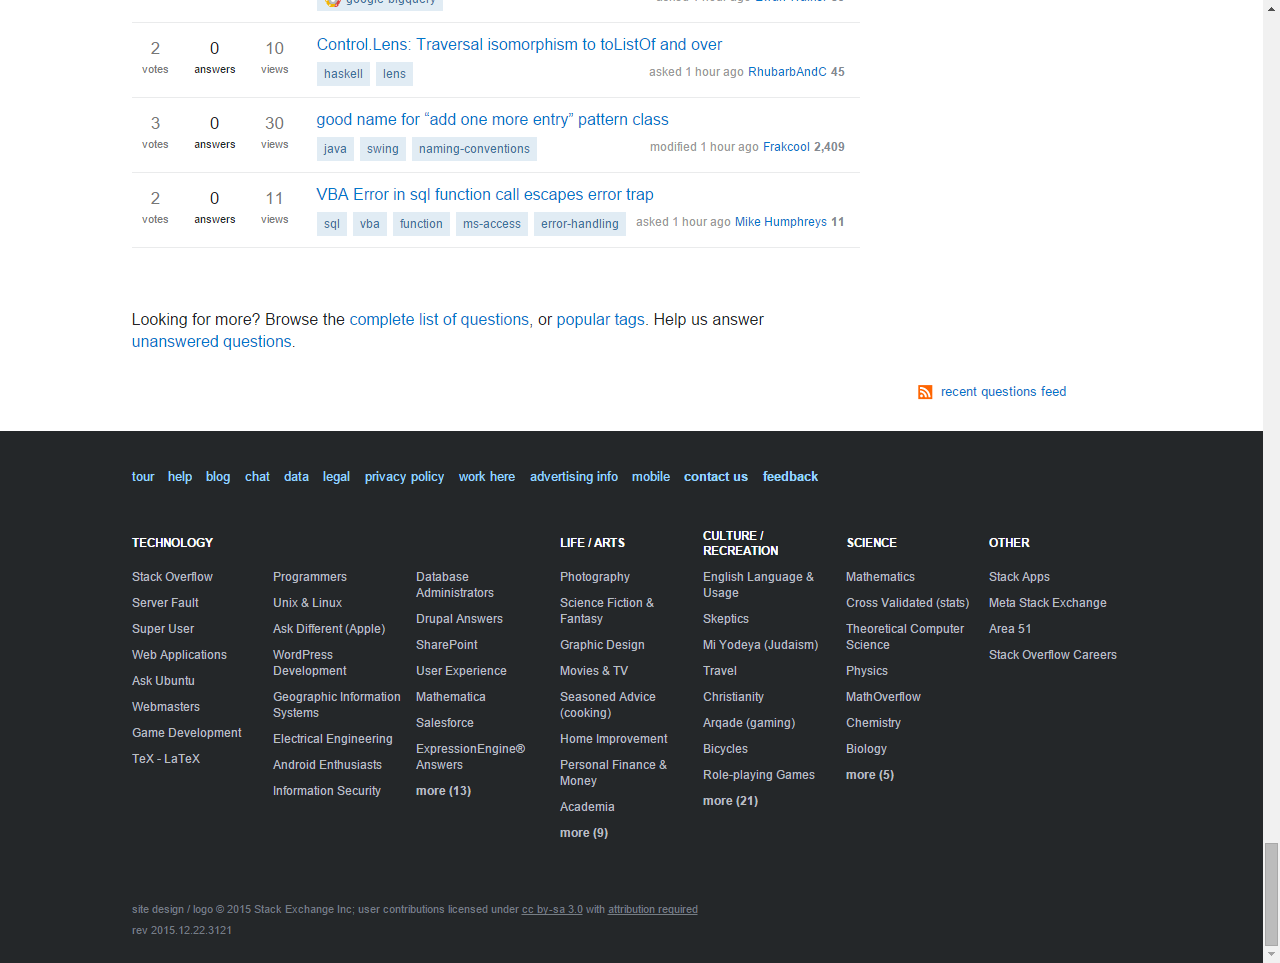 2 0 10 Control.Lens: Traversal isomorphism to toListOf and over
votes answers views haskell lens asked 1 hour ago RhubarbAndC 45
3 0 30 good name for “add one more entry” pattern class
votes answers views java swing naming-conventions modified 1 hour ago Frakcool 2,409
2 0 11 VBA Error in sql function call escapes error trap
votes answers views sql vba function ms-access error-handling asked 1 hour ago Mike Humphreys 11
Looking for more? Browse the complete list of questions, or popular tags. Help us answer
unanswered questions.
recent questions feed
tour help blog chat data legal privacy policy work here advertising info mobile contact us feedback
TECHNOLOGY
Stack Overflow
Server Fault
Super User
Web Applications
Ask Ubuntu
Webmasters
Game Development
TeX - LaTeX
Programmers
Unix & Linux
Ask Different (Apple)
WordPress
Development
Geographic Information
Systems
Electrical Engineering
Android Enthusiasts
Information Security
Database
Administrators
Drupal Answers
SharePoint
User Experience
Mathematica
Salesforce
ExpressionEngine®
Answers
more (13)
LIFE / ARTS
Photography
Science Fiction &
Fantasy
Graphic Design
Movies & TV
Seasoned Advice
(cooking)
Home Improvement
Personal Finance &
Money
Academia
more (9)
CULTURE /
RECREATION
English Language &
Usage
Skeptics
Mi Yodeya (Judaism)
Travel
Christianity
Arqade (gaming)
Bicycles
Role-playing Games
more (21)
SCIENCE
Mathematics
Cross Validated (stats)
Theoretical Computer
Science
Physics
MathOverflow
Chemistry
Biology
more (5)
OTHER
Stack Apps
Meta Stack Exchange
Area 51
Stack Overflow Careers
site design / logo © 2015 Stack Exchange Inc; user contributions licensed under cc by-sa 3.0 with attribution required
rev 2015.12.22.3121